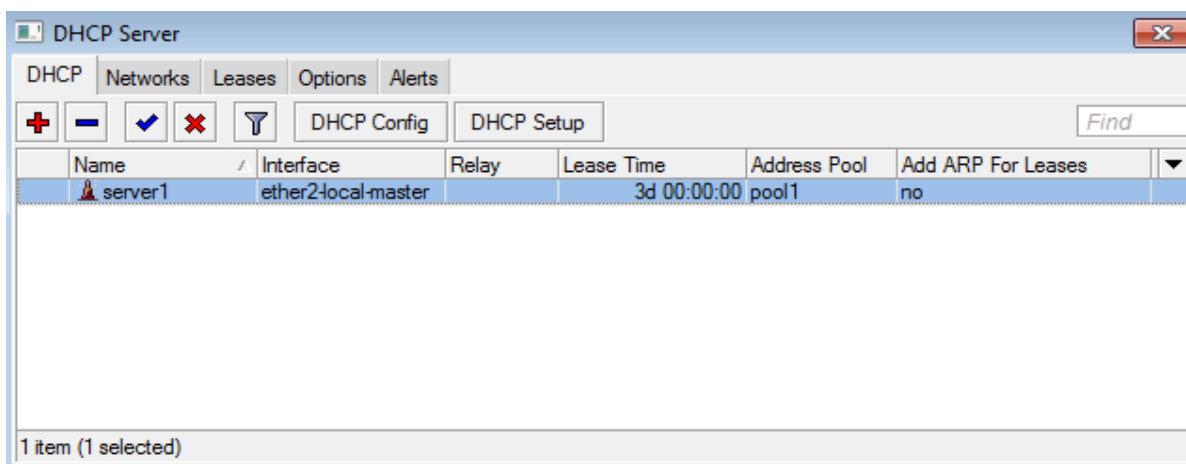 DHCP Server
DHCP Networks Leases Options Alerts
DHCP Config DHCP Setup Find
Name Interface Relay Lease Time Address Pool Add ARP For Leases
server1 ether2-local-master 3d 00:00:00 pool1 no
1 item (1 selected)